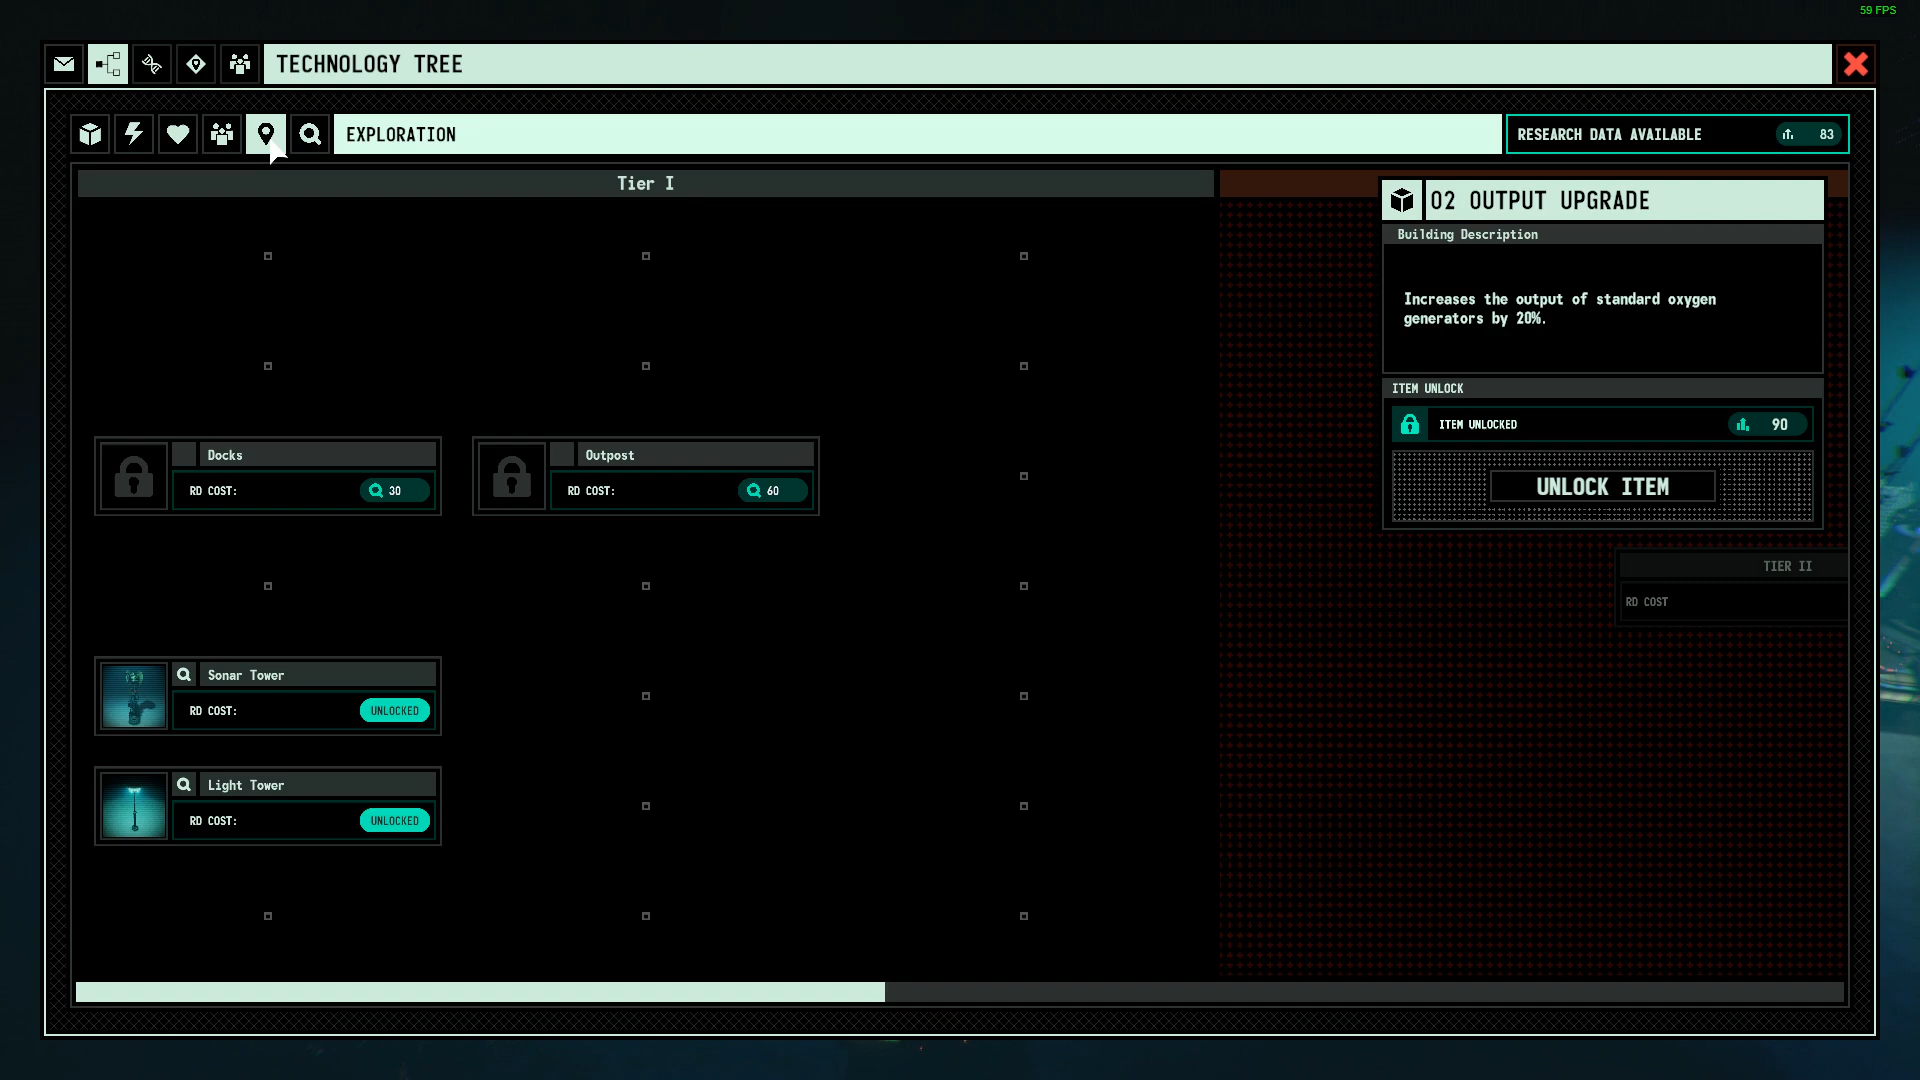 59 FPS
TECHNOLOGY TREE
EXPLORATION
RESEARCH DATA AVAILABLE 83
Tier I
O2 OUTPUT UPGRADE
Building Description
Increases the output of standard oxygen
generators by 20%.
ITEM UNLOCK
ITEM UNLOCKED 90
UNLOCK ITEM
Docks
RD COST: 30
Outpost
RD COST: 60
TIER II
RD COST
Sonar Tower
RD COST: UNLOCKED
Light Tower
RD COST: UNLOCKED